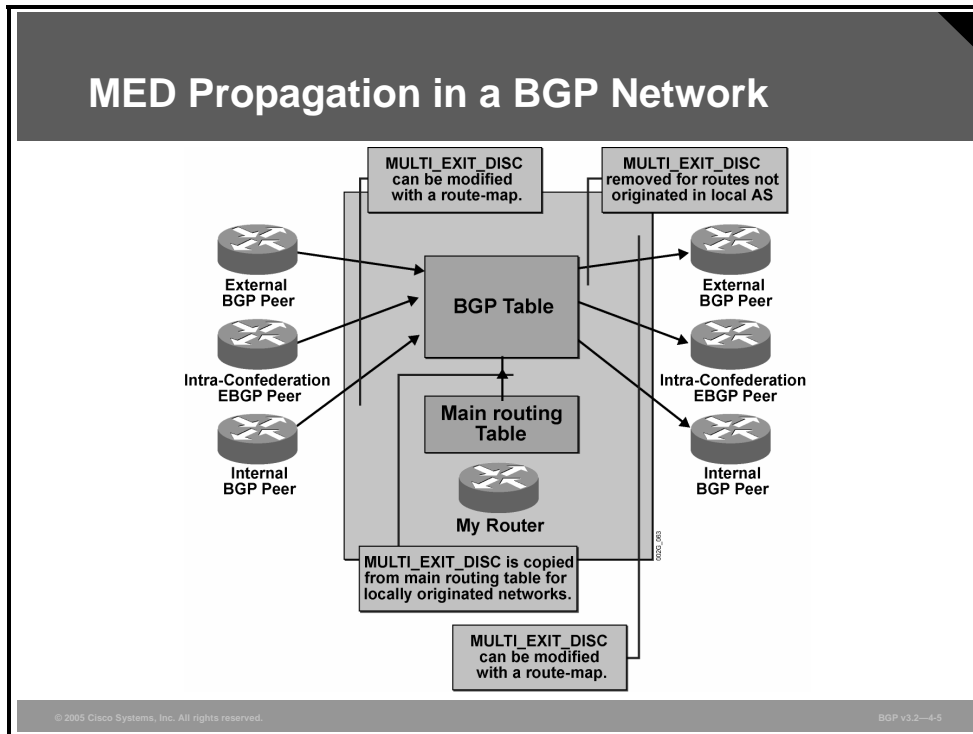 MED Propagation in a BGP Network
MULTI_EXIT_DISC
can be modified
with a route-map.
MULTI_EXIT_DISC
removed for routes not
originated in local AS
External
BGP Peer
Intra-Confederation
EBGP Peer
Internal
BGP Peer
BGP Table
Main routing
Table
My Router
External
BGP Peer
Intra-Confederation
EBGP Peer
Internal
BGP Peer
002G_063
MULTI_EXIT_DISC is copied
from main routing table for
locally originated networks.
MULTI_EXIT_DISC
can be modified
with a route-map.
© 2005 Cisco Systems, Inc. All rights reserved.
BGP v3.2—4-5